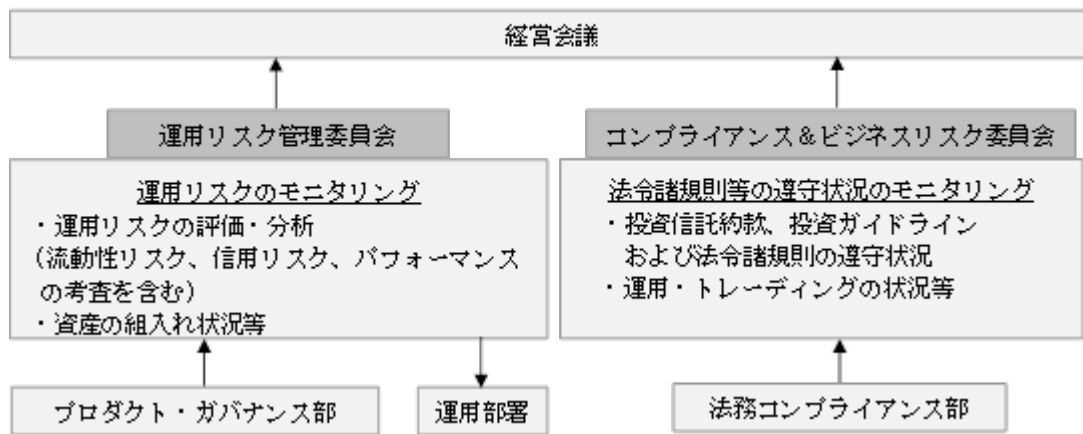 経営会議
運用リスク管理委員会
運用リスクのモニタリング
・運用リスクの評価・分析
(流動性リスク、信用リスク、パフォーマンス
の考査を含む)
・資産の組入れ状況等
プロダクト・ガバナンス部
運用部署
コンプライアンス＆ビジネスリスク委員会
法令諸規則等の遵守状況のモニタリング
・投資信託約款、投資ガイドライン
および法令諸規則の遵守状況
・運用・トレーディングの状況等
法務コンプライアンス部